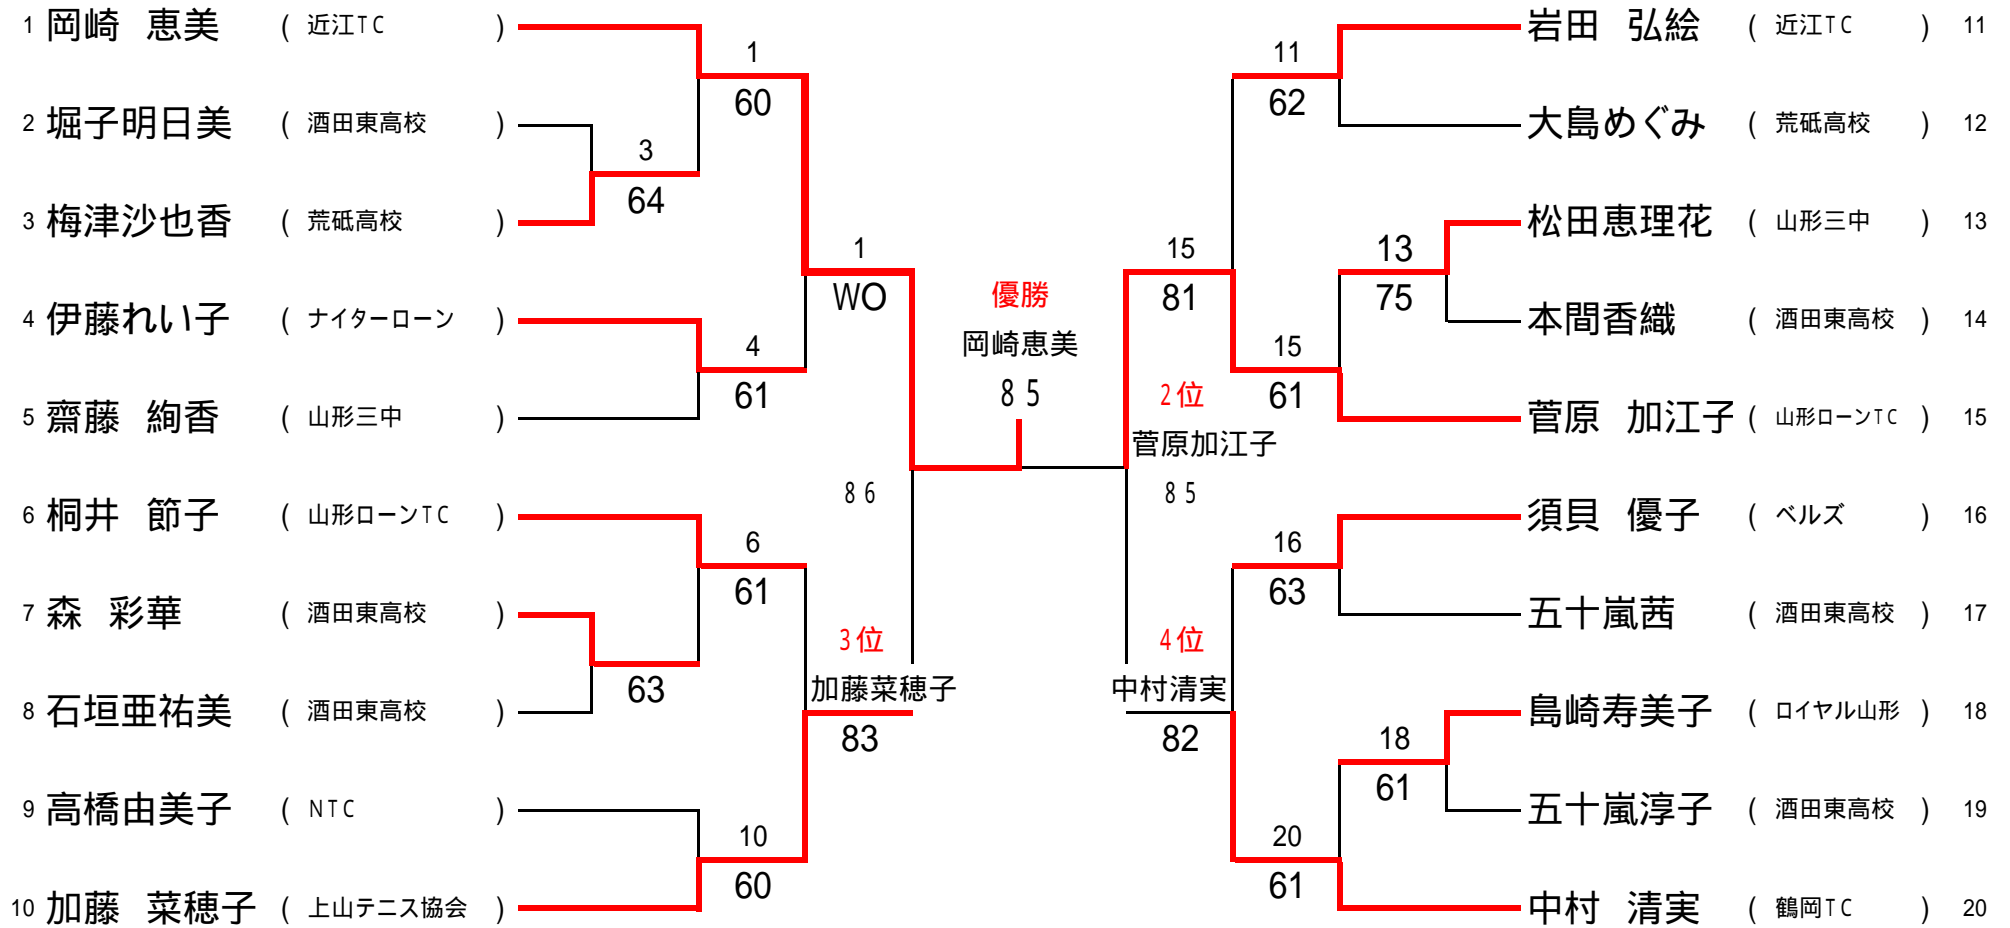 1 岡崎　恵美 ( 近江TC )
2 堀子明日美 ( 酒田東高校 )
3 梅津沙也香 ( 荒砥高校 )
4 伊藤れい子 ( ナイターローン )
5 齋藤　絢香 ( 山形三中 )
6 桐井　節子 ( 山形ローンTC )
7 森　彩華 ( 酒田東高校 )
8 石垣亜祐美 ( 酒田東高校 )
9 高橋由美子 ( NTC )
10 加藤　菜穂子 ( 上山テニス協会 )
3
64
63
1
60
4
61
6
61
10
60
1
WO
86
3位
加藤菜穂子
83
優勝
岡崎恵美
85
15
81
2位
菅原加江子
85
4位
中村清実
82
11
62
15
61
16
63
20
61
13
75
18
61
岩田　弘絵 ( 近江TC ) 11
大島めぐみ ( 荒砥高校 ) 12
松田恵理花 ( 山形三中 ) 13
本間香織 ( 酒田東高校 ) 14
菅原　加江子 ( 山形ローンTC ) 15
須貝　優子 ( ベルズ ) 16
五十嵐茜 ( 酒田東高校 ) 17
島崎寿美子 ( ロイヤル山形 ) 18
五十嵐淳子 ( 酒田東高校 ) 19
中村　清実 ( 鶴岡TC ) 20